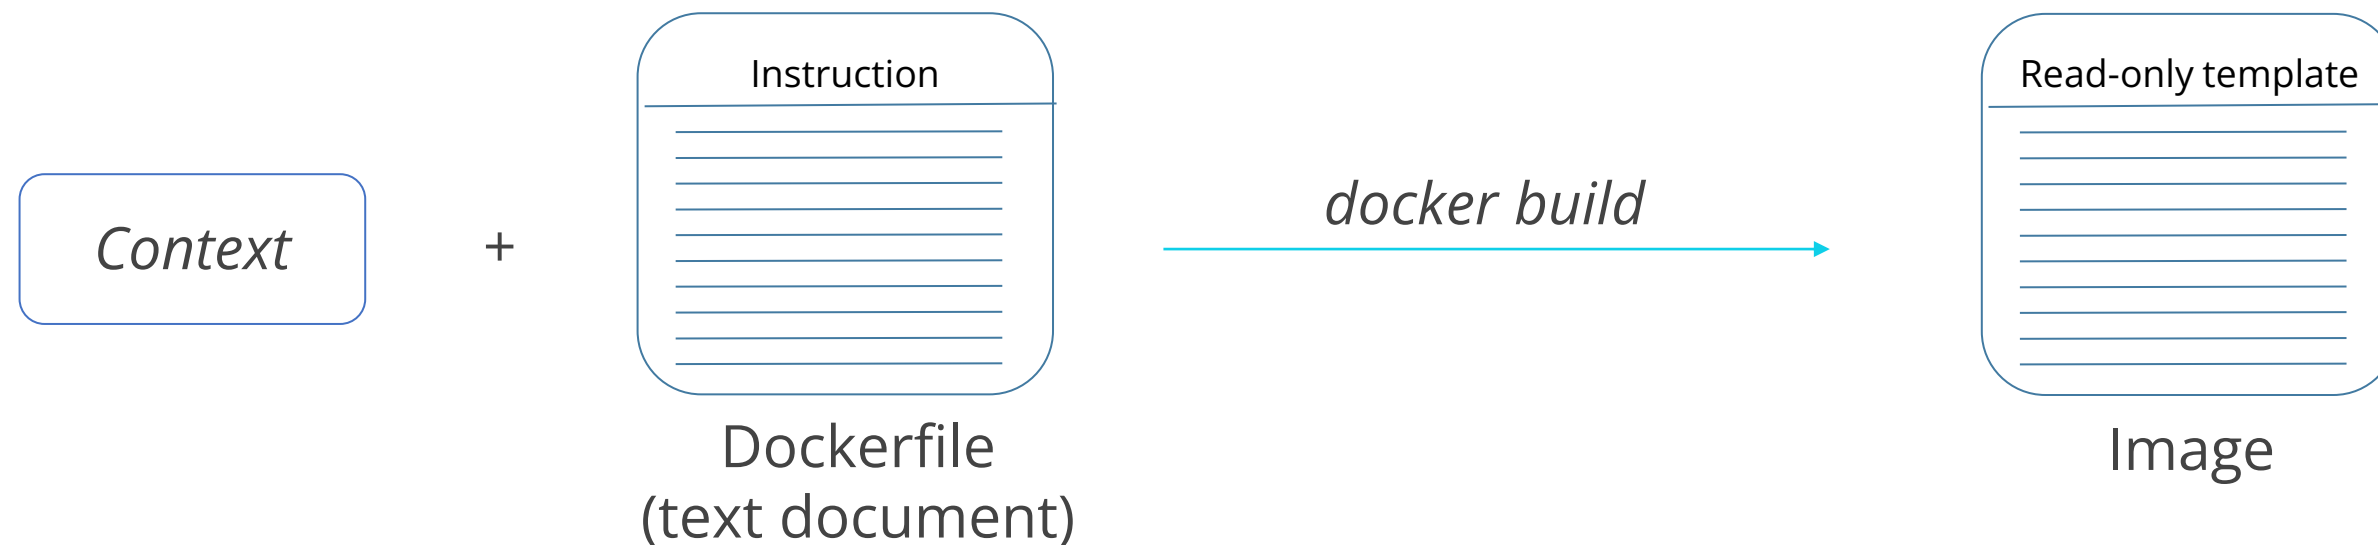 Context
+
Instruction
Dockerfile
(text document)
docker build
Read-only template
Image